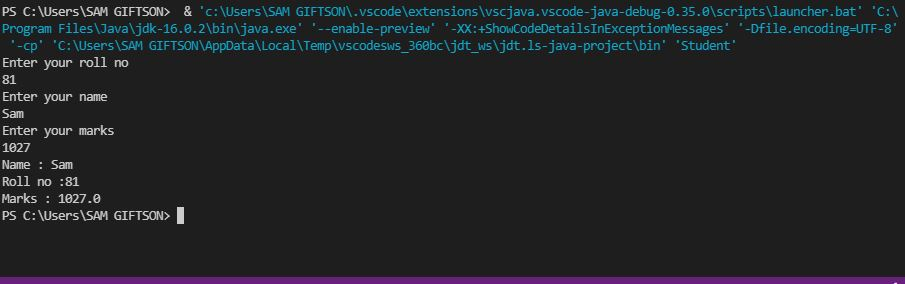 PS C:\Users\SAM GIFTSON>  & 'c:\Users\SAM GIFTSON\.vscode\extensions\vscjava.vscode-java-debug-0.35.0\scripts\launcher.bat' 'C:\
Program Files\Java\jdk-16.0.2\bin\java.exe' '--enable-preview' '-XX:+ShowCodeDetailsInExceptionMessages' '-Dfile.encoding=UTF-8'
 '-cp' 'C:\Users\SAM GIFTSON\AppData\Local\Temp\vscodesws_360bc\jdt_ws\jdt.ls-java-project\bin' 'Student'
Enter your roll no
81
Enter your name
Sam
Enter your marks
1027
Name : Sam
Roll no :81
Marks : 1027.0
PS C:\Users\SAM GIFTSON>